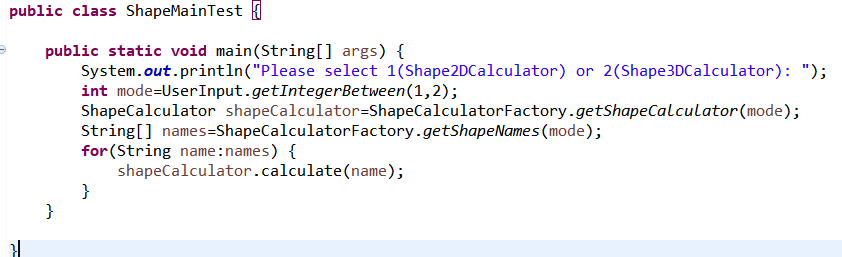 public class ShapeMainTest {
public static void main(String[] args) {
System.out.println("Please select 1(Shape2DCalculator) or 2(Shape3DCalculator): ");
int mode=UserInput.getIntegerBetween(1,2);
ShapeCalculator shapeCalculator=ShapeCalculatorFactory.getShapeCalculator(mode);
String[] names=ShapeCalculatorFactory.getShapeNames(mode);
for(String name:names) {
shapeCalculator.calculate(name);
}
}
}